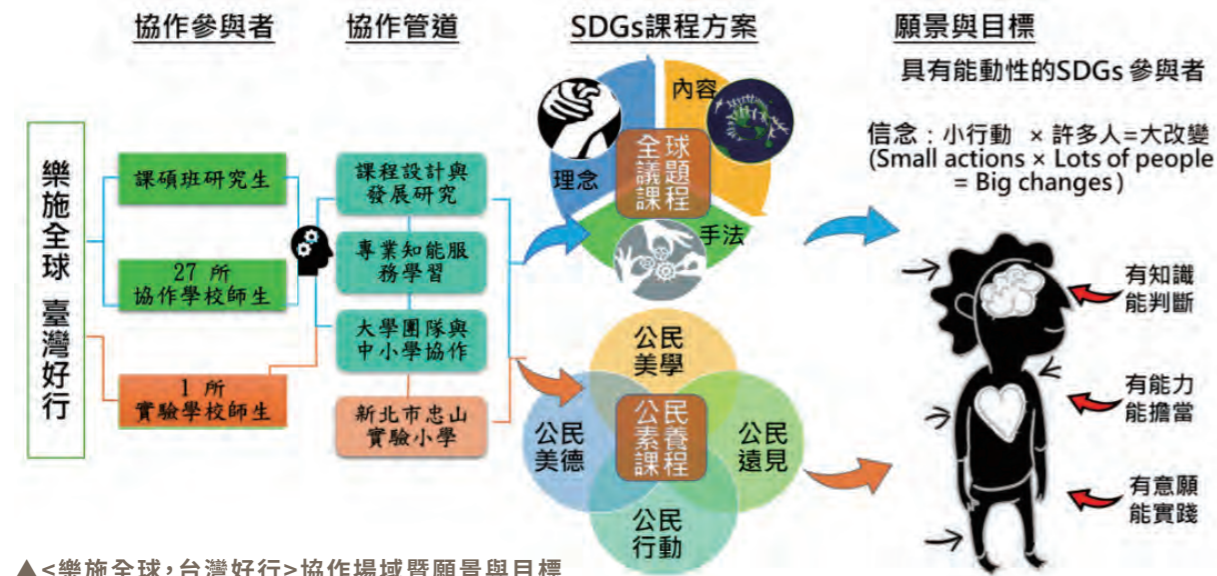 協作參與者
協作管道
SDGs課程方案
願景與目標
具有能動性的SDGs 參與者
信念：小行動 × 許多人=大改變
(Small actions × Lots of people
= Big changes)
樂施全球 臺灣好行
課碩班研究生
27 所
協作學校師生
1 所
實驗學校師生
課程設計與
發展研究
專業知能服
務學習
大學團隊與
中小學協作
新北市忠山
實驗小學
內容
理念
手法
全球
議題
課程
公民
美學
公民
美德
公民
素養
課程
公民
遠見
公民
行動
有知識
能判斷
有能力
能擔當
有意願
能實踐
▲<樂施全球，台灣好行>協作場域暨願景與目標